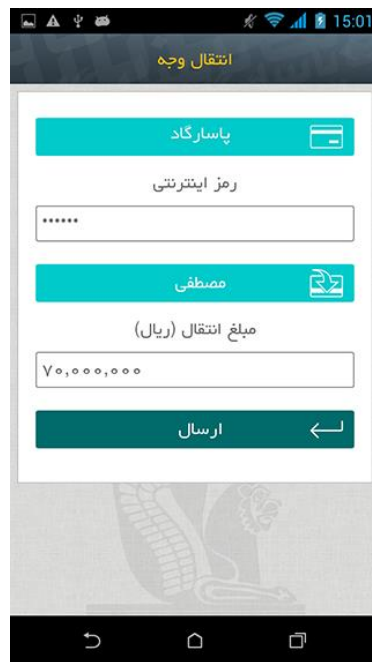 15:01
انتقال وجه
پاسارگاد
رمز اینترنتی
••••••
مصطفی
مبلغ انتقال (ریال)
۷۰,۰۰۰,۰۰۰
ارسال